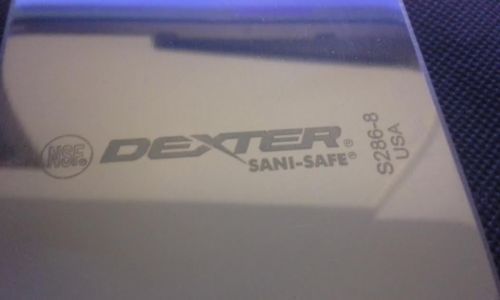 NSF®
DEXTER®
SANI-SAFE®
S286-8
USA